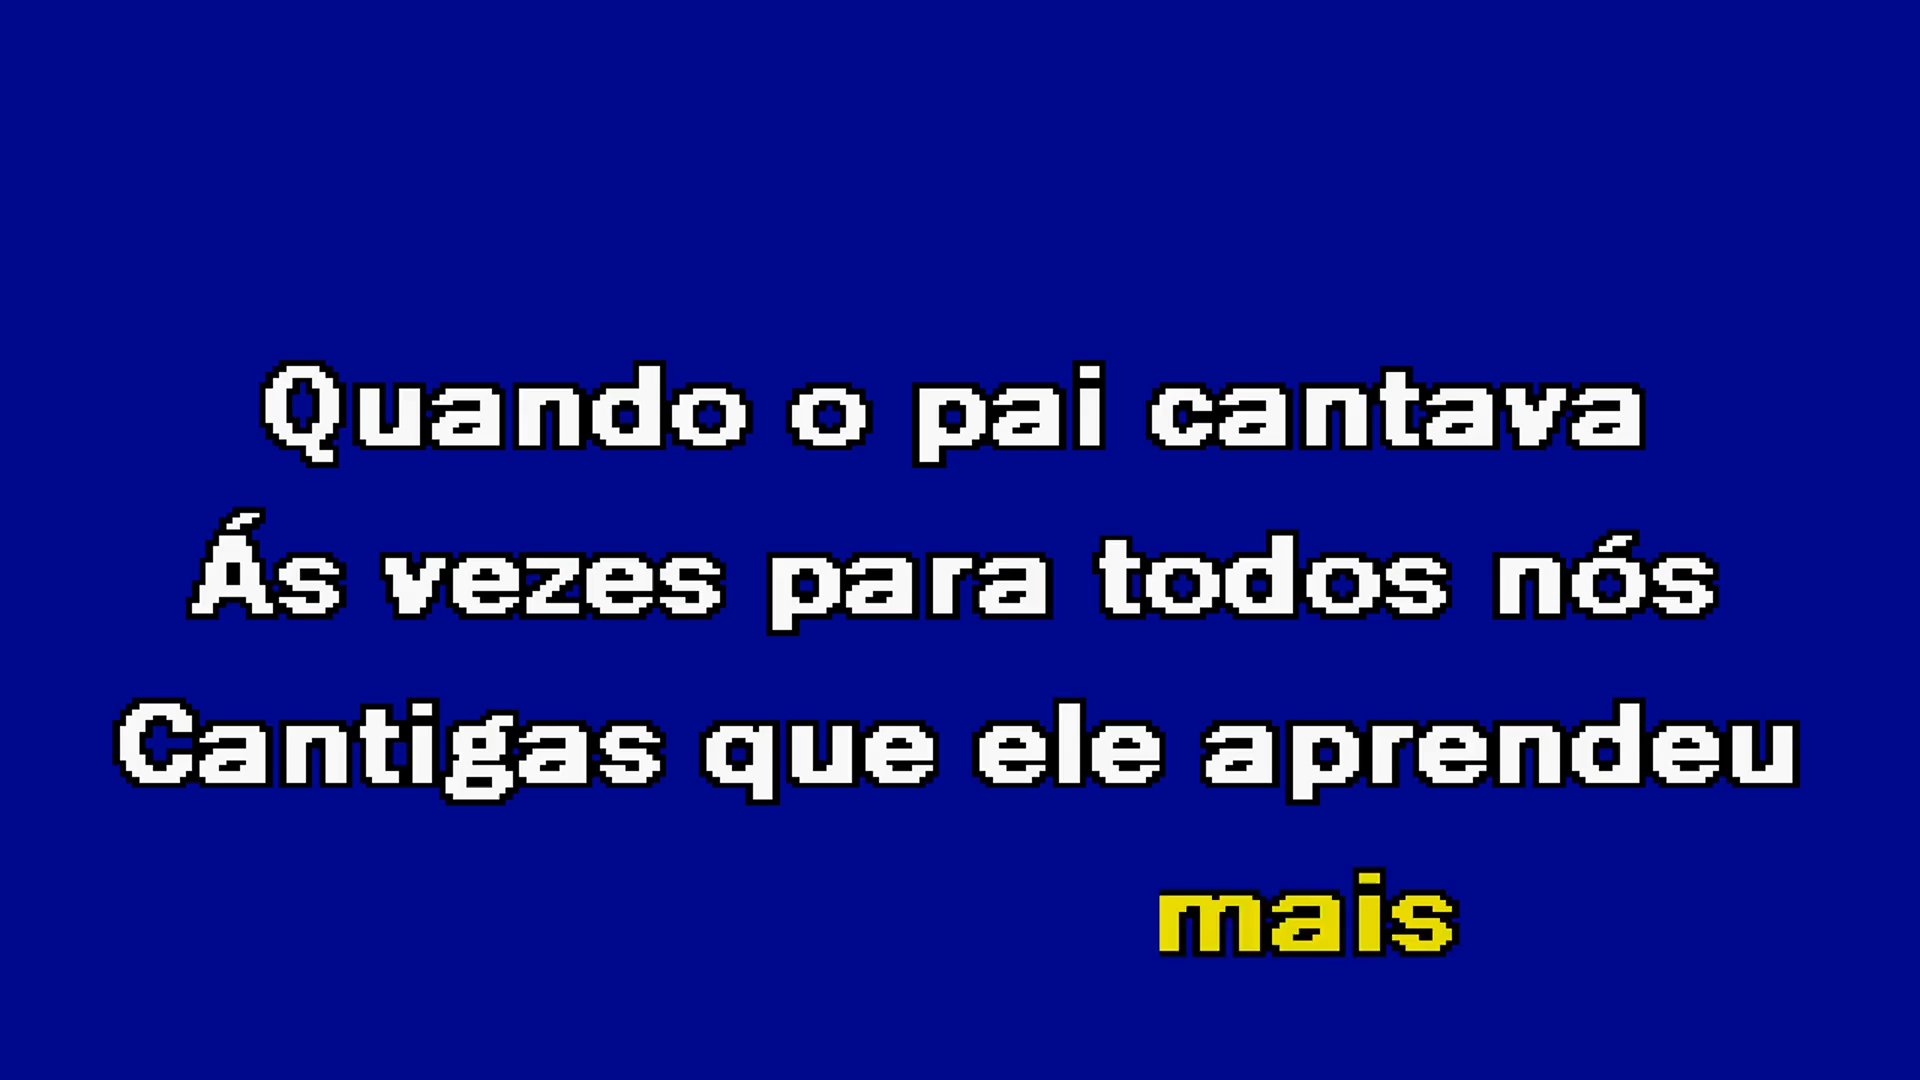 Quando o pai cantava
Ás vezes para todos nós
Cantigas que ele aprendeu
mais